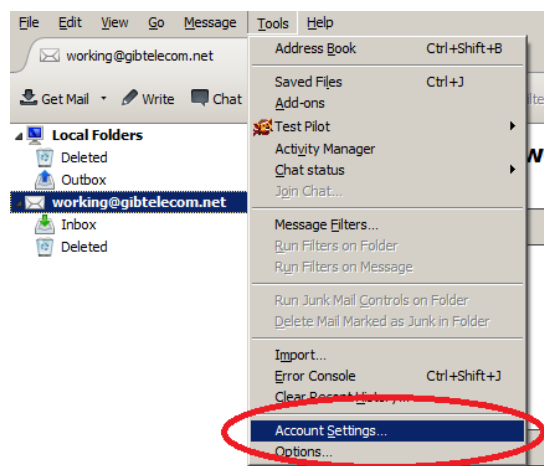 File Edit View Go Message Tools Help
working@gibtelecom.net
Get Mail Write Chat
Local Folders
Deleted
Outbox
working@gibtelecom.net
Inbox
Deleted
Address Book Ctrl+Shift+B
Saved Files Ctrl+J
Add-ons
Test Pilot
Activity Manager
Chat status
Join Chat...
Message Filters...
Run Filters on Folder
Run Filters on Message
Run Junk Mail Controls on Folder
Delete Mail Marked as Junk in Folder
Import...
Error Console Ctrl+Shift+J
Clear Recent History...
Account Settings...
Options...